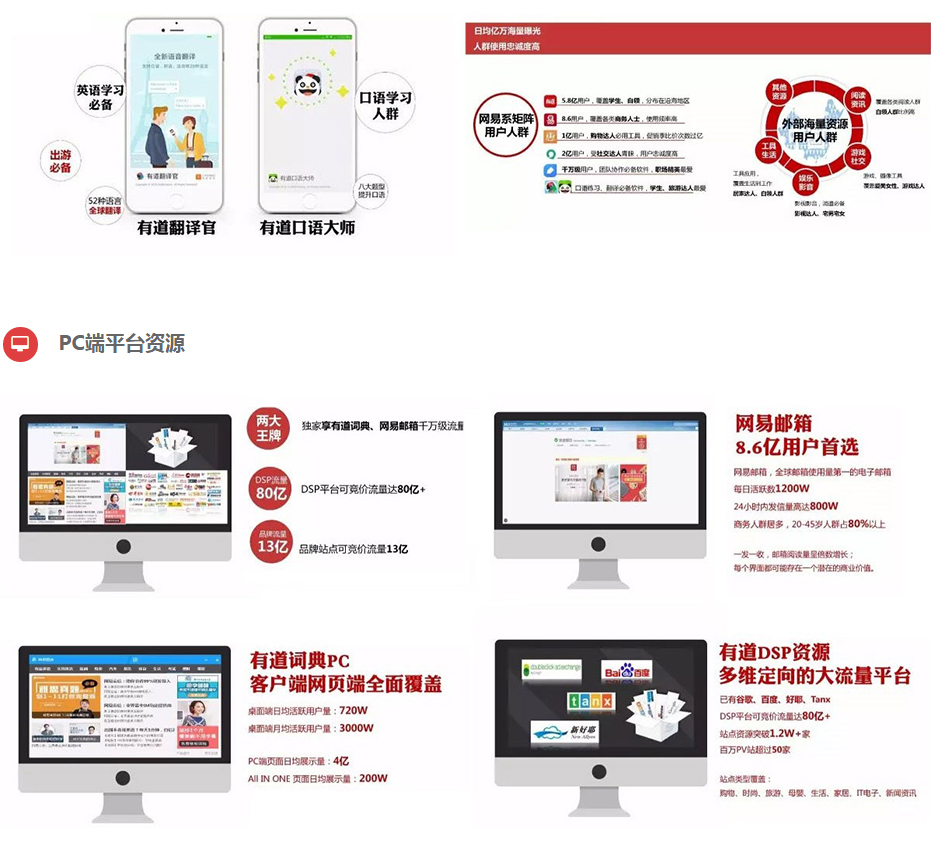 全新语音翻译
英语学习
必备
出游
必备
52种语言
全球翻译
有道翻译官
有道翻译官
口语学习
人群
八大题型
提升口语
有道口语大师
有道口语大师
日均亿万海量曝光
人群使用忠诚度高
网易系矩阵
用户人群
5.8亿用户，覆盖学生、白领，分布在沿海地区
8.6用户，覆盖各类商务人士，使用频率高
1亿用户，购物达人必用工具，促销季比价次数过亿
2亿用户，受社交达人青睐，用户忠诚度高
千万级用户，团队协作必备软件，职场精英最爱
口语练习、翻译必备软件，学生、旅游达人最爱
外部海量资源
用户人群
其他
资源
阅读
资讯
覆盖各类阅读人群
白领人群比例高
游戏
社交
游戏、图像工具
覆盖爱美女性、游戏达人
娱乐
影音
影视影音，消遣必备
影视达人、宅男宅女
工具
生活
工具应用，
覆盖生活到工作
居家达人、白领人群
PC端平台资源
两大
王牌
独家享有道词典、网易邮箱千万级流量
DSP流量
80亿
DSP平台可竞价流量达80亿+
品牌流量
13亿
品牌站点可竞价流量13亿
网易邮箱
8.6亿用户首选
网易邮箱，全球邮箱使用量第一的电子邮箱
每日活跃数1200W
24小时内发信量高达800W
商务人群居多，20-45岁人群占80%以上
一发一收，邮箱阅读量呈倍数增长；
每个界面都可能存在一个潜在的商业价值。
有道词典PC
客户端网页端全面覆盖
桌面端日均活跃用户量：720W
桌面端月均活跃用户量：3000W
PC端页面日均展示量：4亿
All IN ONE 页面日均展示量：200W
doubleclick ad exchange
Bai du 百度
tanx
新好耶
New Allyes
有道DSP资源
多维定向的大流量平台
已有谷歌、百度、好耶、Tanx
DSP平台可竞价流量达80亿+
站点资源突破1.2W+家
百万PV站超过50家
站点类型覆盖：
购物、时尚、旅游、母婴、生活、家居、IT电子、新闻资讯